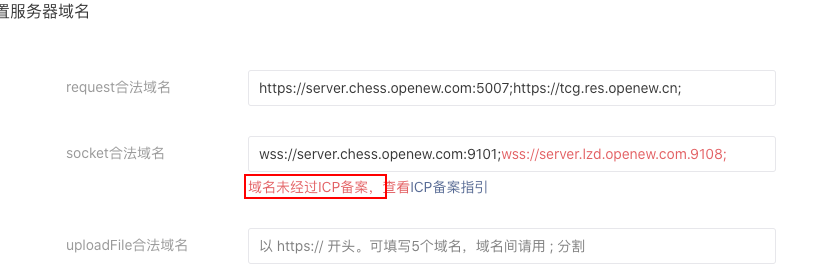 置服务器域名
request合法域名
https://server.chess.openew.com:5007;https://tcg.res.openew.cn;
socket合法域名
wss://server.chess.openew.com:9101;wss://server.lzd.openew.com.9108;
域名未经过ICP备案，查看ICP备案指引
uploadFile合法域名
以 https:// 开头。可填写5个域名，域名间请用 ; 分割